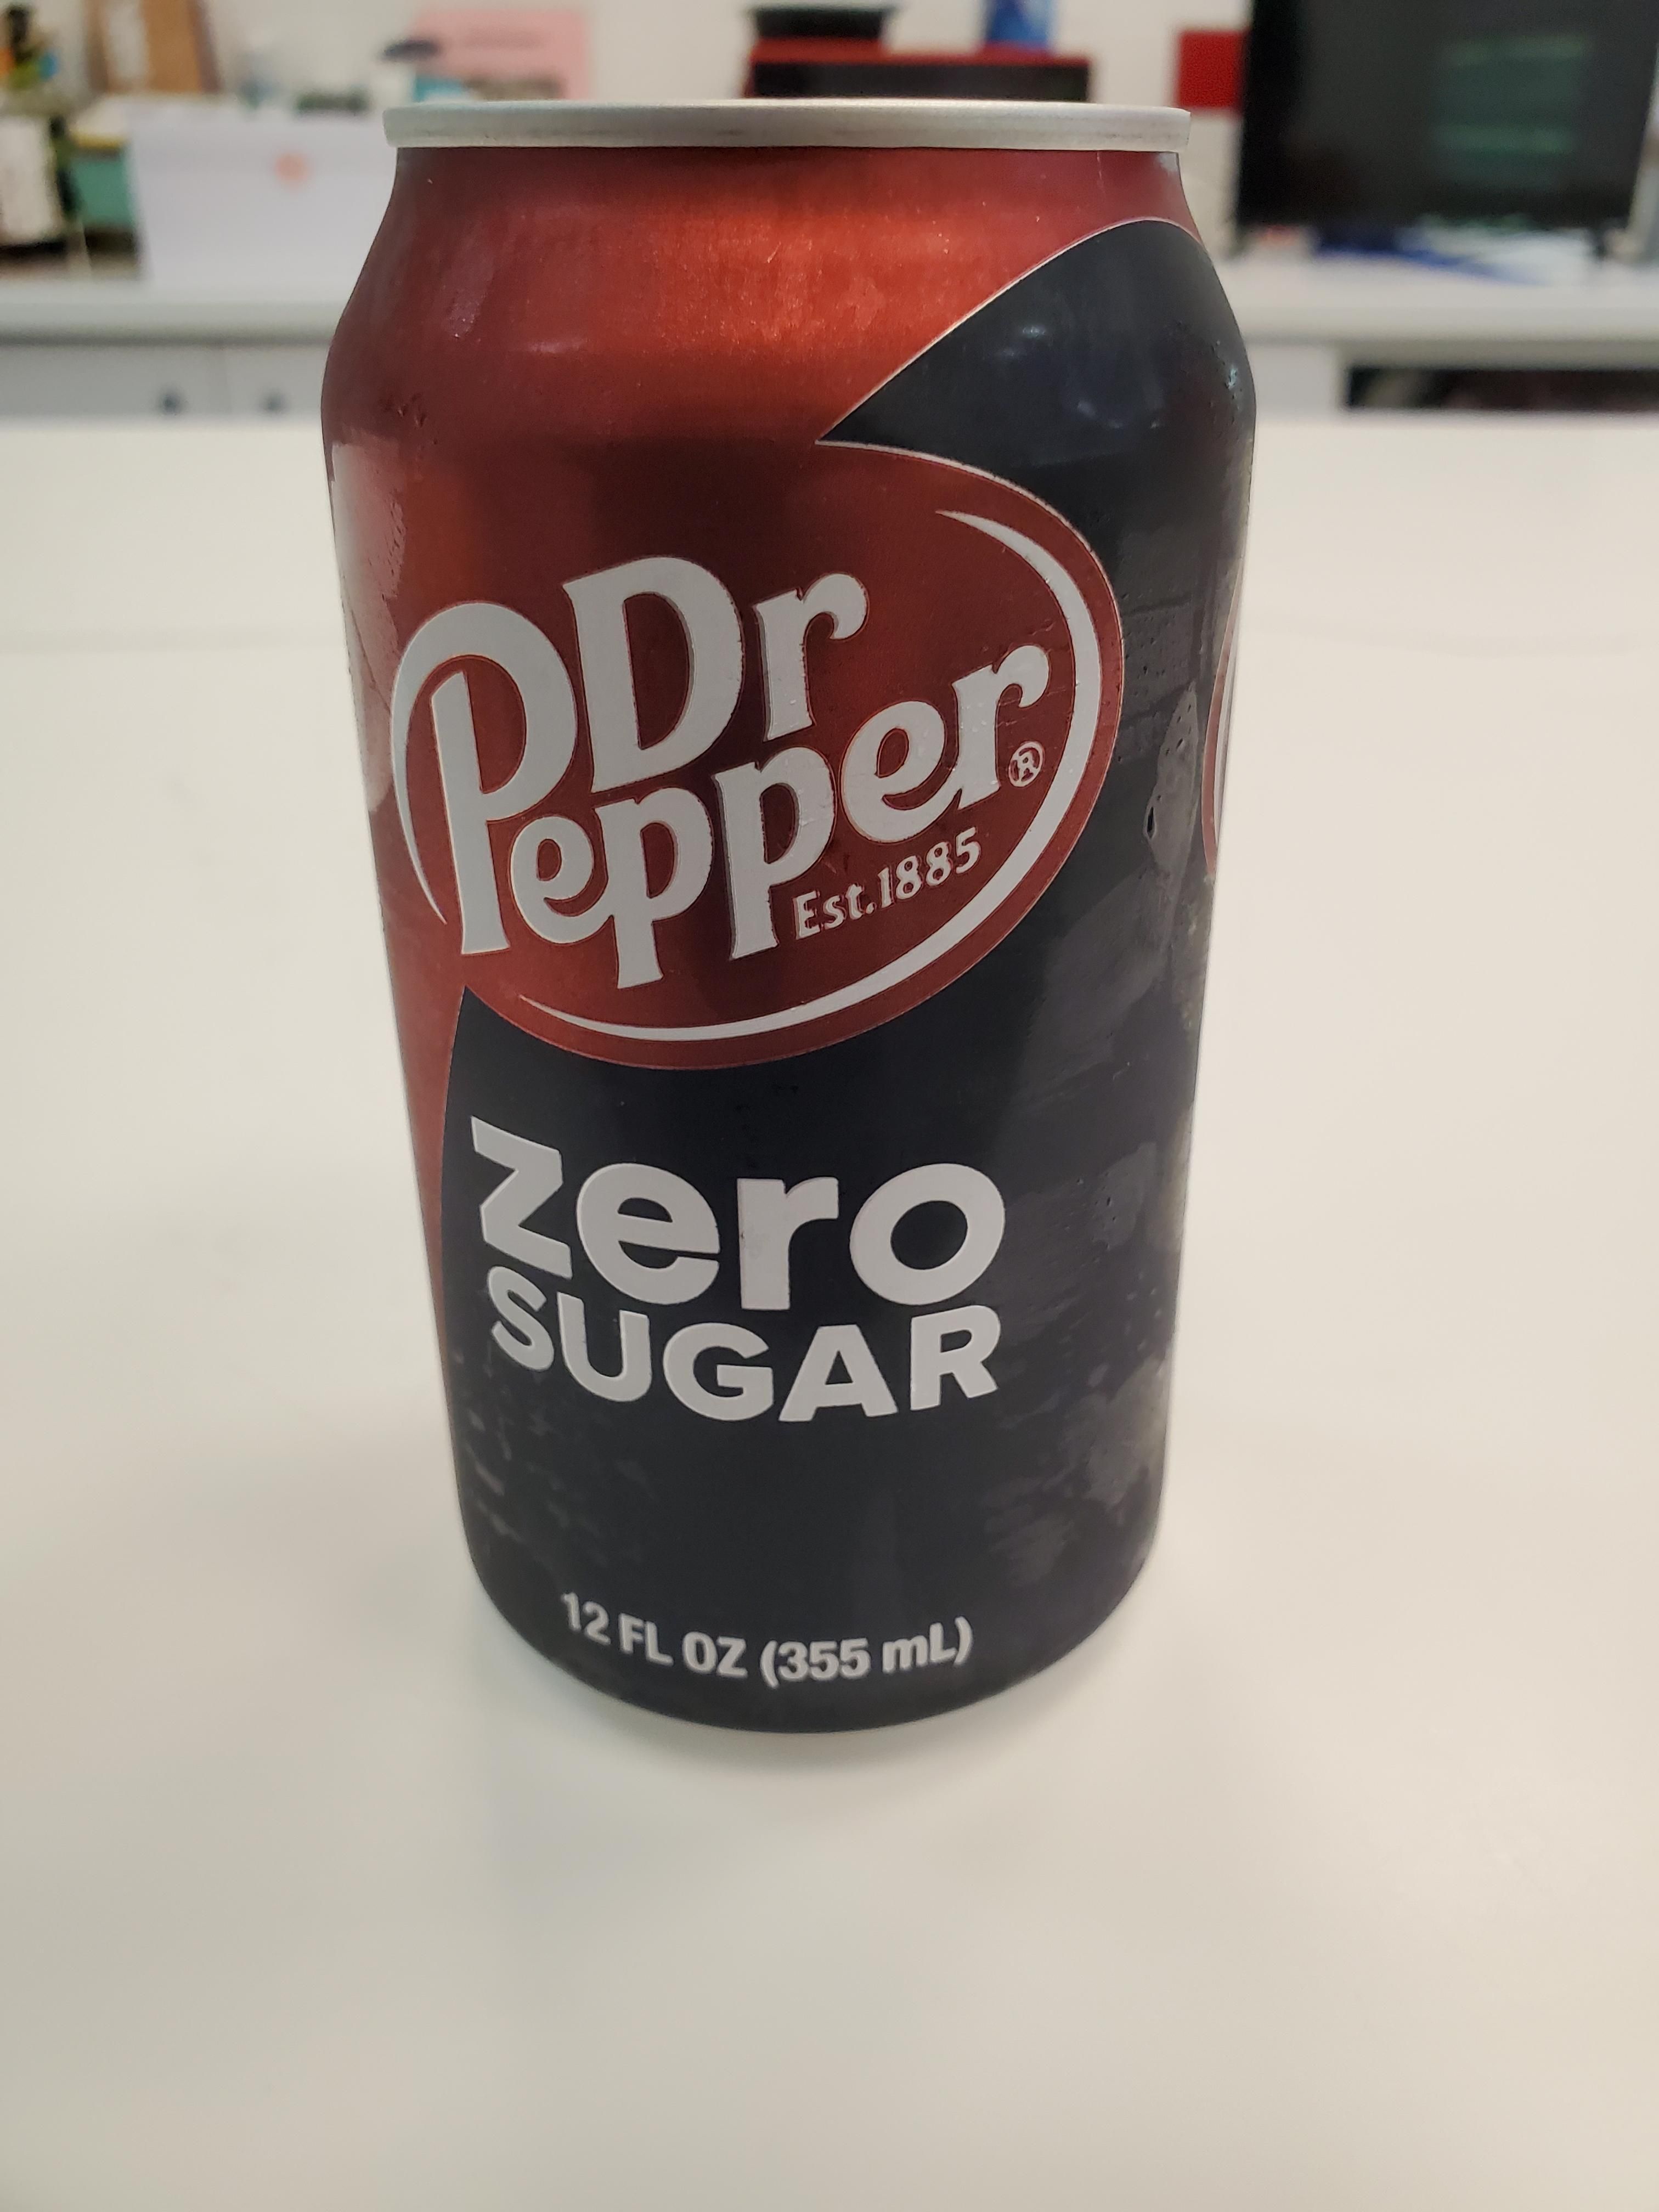 Dr
Pepper®
Est.1885
zero
SUGAR
12 FL OZ (355 mL)